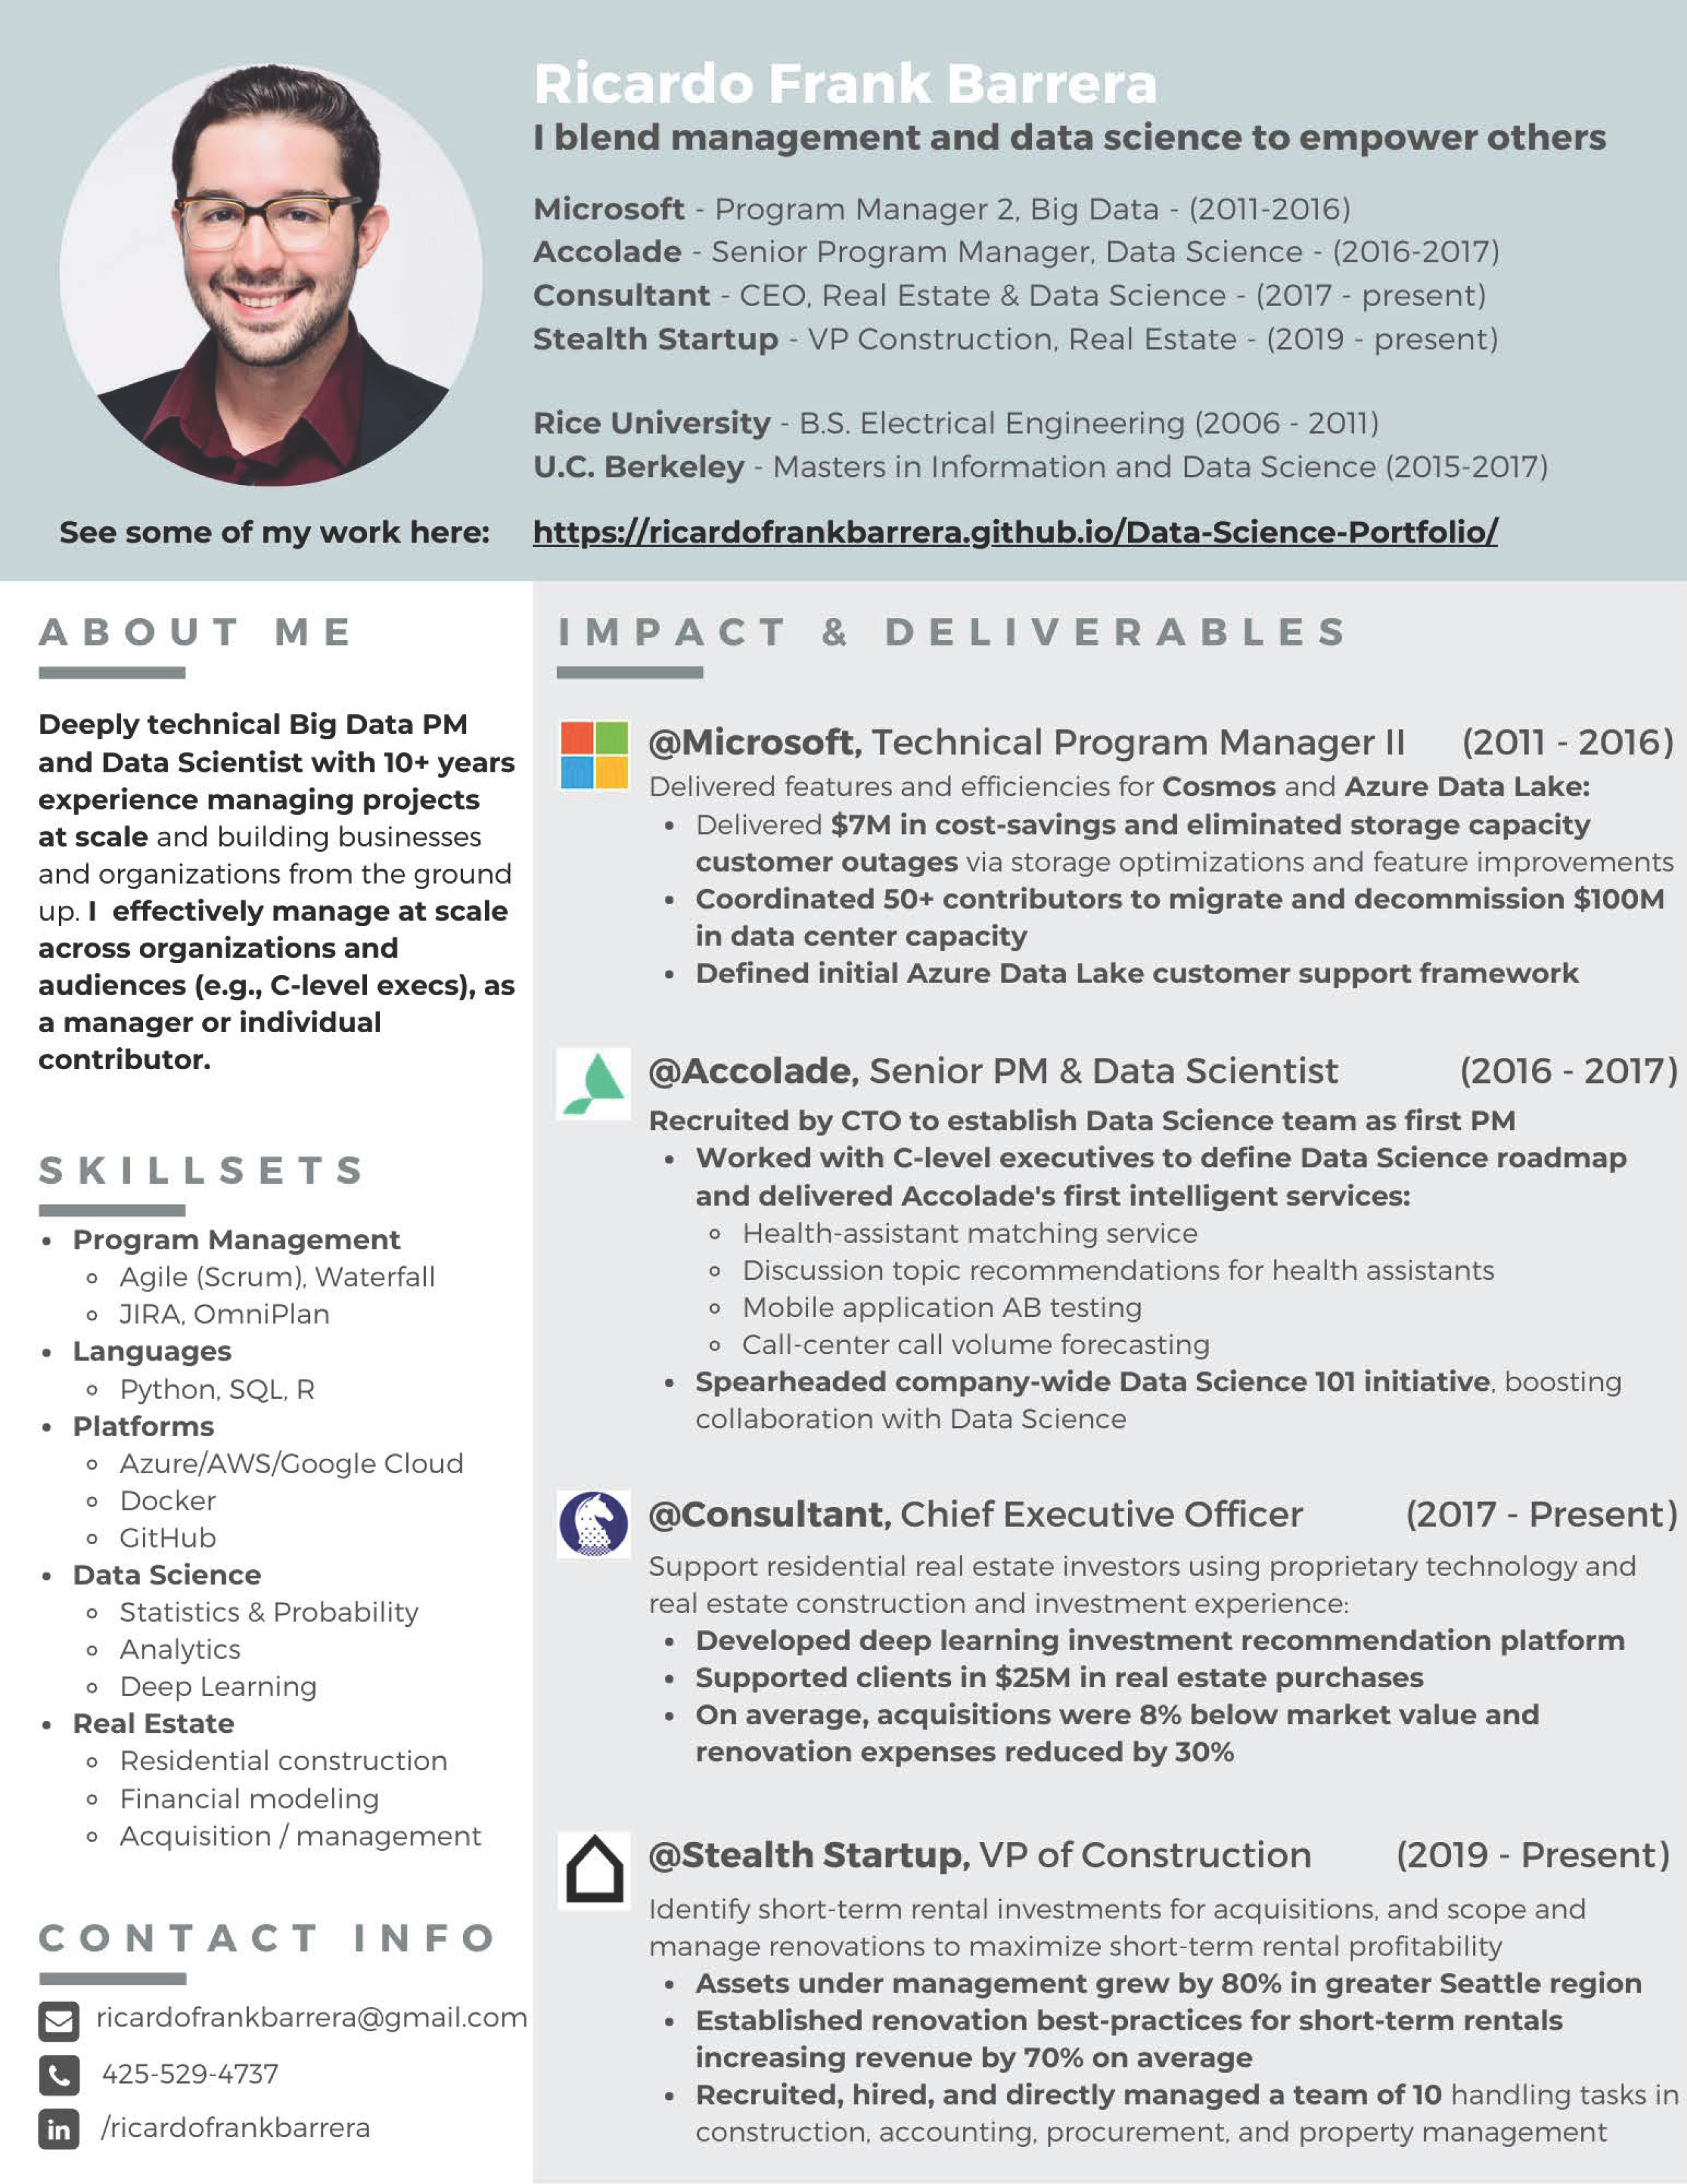 Ricardo Frank Barrera
I blend management and data science to empower others
Microsoft - Program Manager 2, Big Data - (2011-2016)
Accolade - Senior Program Manager, Data Science - (2016-2017)
Consultant - CEO, Real Estate & Data Science - (2017 - present)
Stealth Startup - VP Construction, Real Estate - (2019 - present)
Rice University - B.S. Electrical Engineering (2006 - 2011)
U.C. Berkeley - Masters in Information and Data Science (2015-2017)
See some of my work here: https://ricardofrankbarrera.github.io/Data-Science-Portfolio/
ABOUT ME
Deeply technical Big Data PM
and Data Scientist with 10+ years
experience managing projects
at scale and building businesses
and organizations from the ground
up. I effectively manage at scale
across organizations and
audiences (e.g., C-level execs), as
a manager or individual
contributor.
SKILLSETS
• Program Management
◦ Agile (Scrum), Waterfall
◦ JIRA, OmniPlan
• Languages
◦ Python, SQL, R
• Platforms
◦ Azure/AWS/Google Cloud
◦ Docker
◦ GitHub
• Data Science
◦ Statistics & Probability
◦ Analytics
◦ Deep Learning
• Real Estate
◦ Residential construction
◦ Financial modeling
◦ Acquisition / management
CONTACT INFO
ricardofrankbarrera@gmail.com
425-529-4737
in /ricardofrankbarrera
IMPACT & DELIVERABLES
@Microsoft, Technical Program Manager II (2011 - 2016)
Delivered features and efficiencies for Cosmos and Azure Data Lake:
• Delivered $7M in cost-savings and eliminated storage capacity
customer outages via storage optimizations and feature improvements
• Coordinated 50+ contributors to migrate and decommission $100M
in data center capacity
• Defined initial Azure Data Lake customer support framework
@Accolade, Senior PM & Data Scientist (2016 - 2017)
Recruited by CTO to establish Data Science team as first PM
• Worked with C-level executives to define Data Science roadmap
and delivered Accolade's first intelligent services:
◦ Health-assistant matching service
◦ Discussion topic recommendations for health assistants
◦ Mobile application AB testing
◦ Call-center call volume forecasting
• Spearheaded company-wide Data Science 101 initiative, boosting
collaboration with Data Science
@Consultant, Chief Executive Officer (2017 - Present)
Support residential real estate investors using proprietary technology and
real estate construction and investment experience:
• Developed deep learning investment recommendation platform
• Supported clients in $25M in real estate purchases
• On average, acquisitions were 8% below market value and
renovation expenses reduced by 30%
@Stealth Startup, VP of Construction (2019 - Present)
Identify short-term rental investments for acquisitions, and scope and
manage renovations to maximize short-term rental profitability
• Assets under management grew by 80% in greater Seattle region
• Established renovation best-practices for short-term rentals
increasing revenue by 70% on average
• Recruited, hired, and directly managed a team of 10 handling tasks in
construction, accounting, procurement, and property management